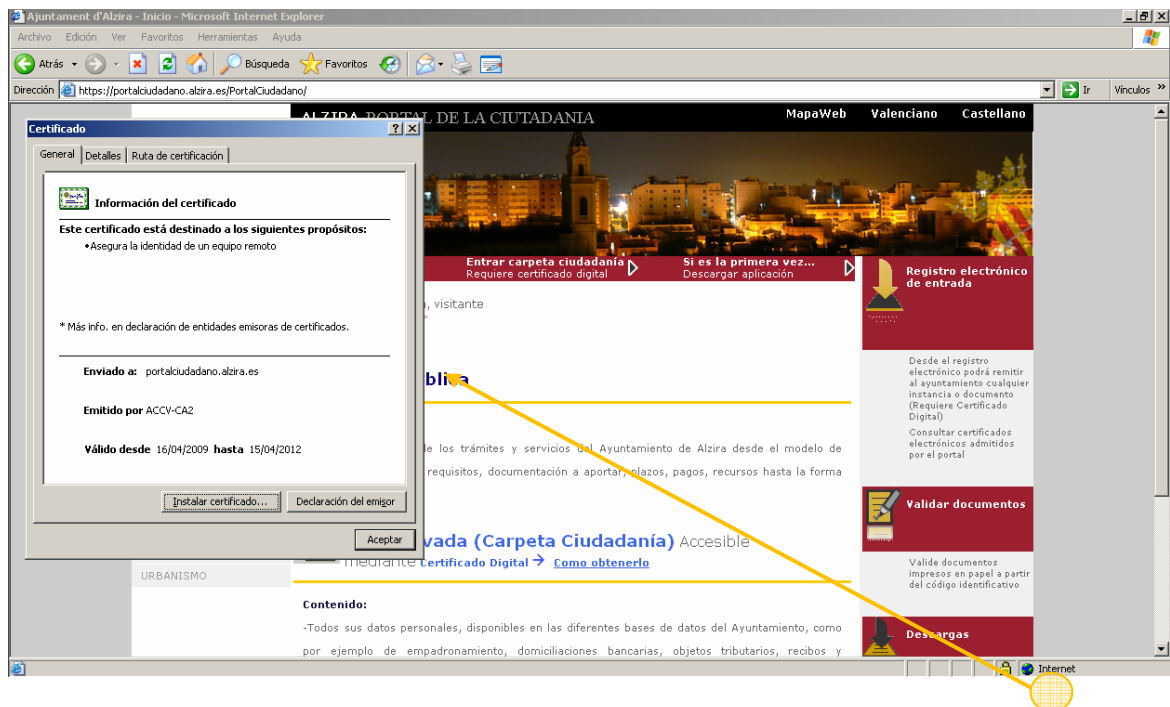 Ajuntament d'Alzira - Inicio - Microsoft Internet Explorer
Archivo Edición Ver Favoritos Herramientas Ayuda
Atrás Búsqueda Favoritos
Dirección https://portalciudadano.alzira.es/PortalCiudadano/ Ir Vínculos »
ALZIRA PORTAL DE LA CIUTADANIA MapaWeb Valenciano Castellano
Certificado
General Detalles Ruta de certificación
Información del certificado
Este certificado está destinado a los siguientes propósitos:
•Asegura la identidad de un equipo remoto
* Más info. en declaración de entidades emisoras de certificados.
Enviado a: portalciudadano.alzira.es
Emitido por ACCV-CA2
Válido desde 16/04/2009 hasta 15/04/2012
Instalar certificado... Declaración del emisor
Aceptar
Entrar carpeta ciudadanía
Requiere certificado digital
Si es la primera vez...
Descargar aplicación
, visitante
blica
de los trámites y servicios del Ayuntamiento de Alzira desde el modelo de
requisitos, documentación a aportar, plazos, pagos, recursos hasta la forma
vada (Carpeta Ciudadanía) Accesible
mediante Certificado Digital → Como obtenerlo
URBANISMO
Contenido:
-Todos sus datos personales, disponibles en las diferentes bases de datos del Ayuntamiento, como
por ejemplo de empadronamiento, domiciliaciones bancarias, objetos tributarios, recibos y
Registro electrónico
de entrada
Desde el registro
electrónico podrá remitir
al ayuntamiento cualquier
instancia o documento
(Requiere Certificado
Digital)
Consultar certificados
electrónicos admitidos
por el portal
Validar documentos
Valide documentos
impresos en papel a partir
del código identificativo
Descargas
Internet